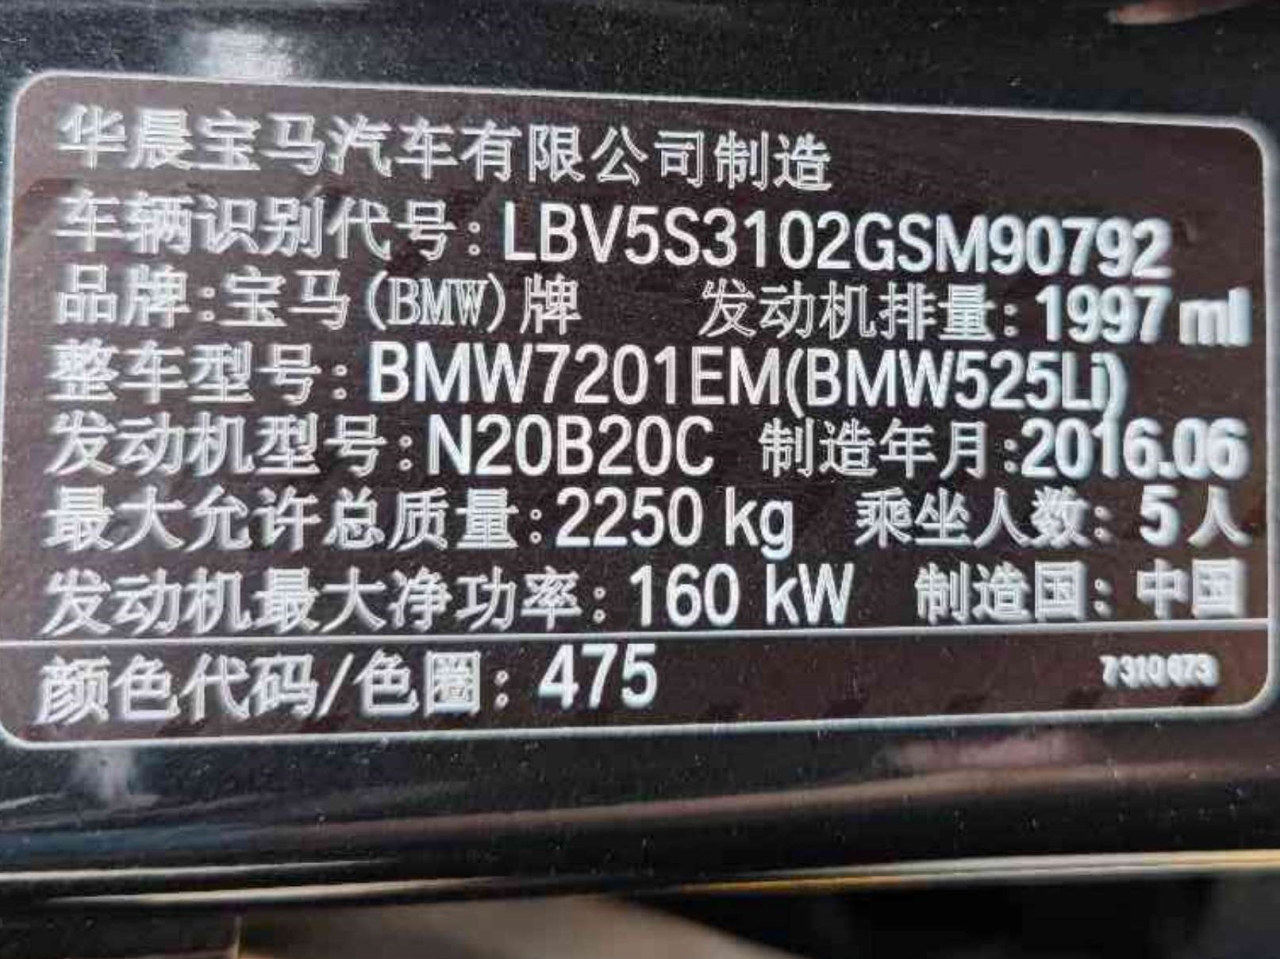 华晨宝马汽车有限公司制造
车辆识别代号:LBV5S3102GSM90792
品牌:宝马(BMW)牌 发动机排量:1997 ml
整车型号:BMW7201EM(BMW525Li)
发动机型号:N20B20C 制造年月:2016.06
最大允许总质量:2250 kg 乘坐人数:5人
发动机最大净功率:160 kW 制造国:中国
颜色代码/色圈:475 7310673